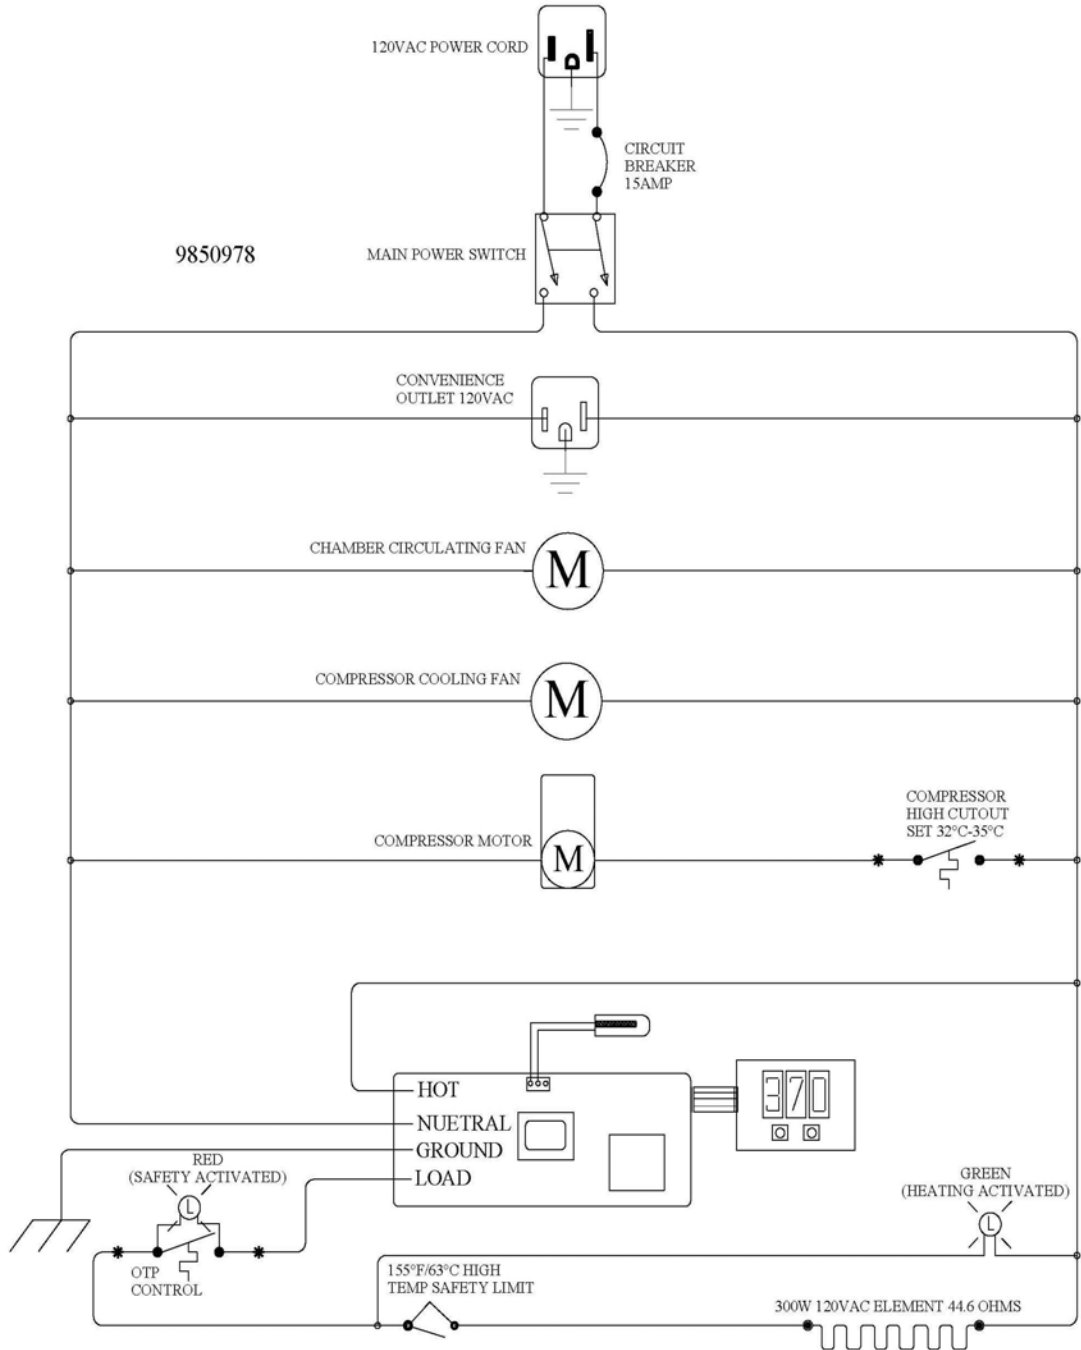 120VAC POWER CORD
CIRCUIT
BREAKER
15AMP
9850978
MAIN POWER SWITCH
CONVENIENCE
OUTLET 120VAC
CHAMBER CIRCULATING FAN
M
COMPRESSOR COOLING FAN
M
COMPRESSOR
HIGH CUTOUT
SET 32°C-35°C
COMPRESSOR MOTOR
M
HOT
NUETRAL
GROUND
LOAD
370
RED
(SAFETY ACTIVATED)
L
OTP
CONTROL
GREEN
(HEATING ACTIVATED)
L
155°F/63°C HIGH
TEMP SAFETY LIMIT
300W 120VAC ELEMENT 44.6 OHMS